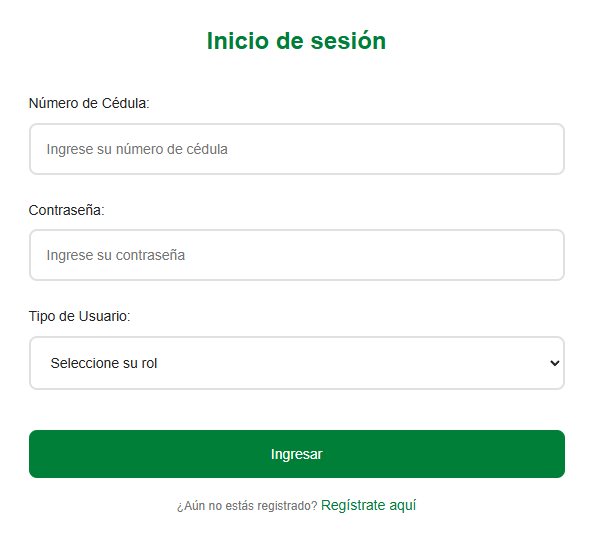 Inicio de sesión
Número de Cédula:
Ingrese su número de cédula
Contraseña:
Ingrese su contraseña
Tipo de Usuario:
Seleccione su rol
Ingresar
¿Aún no estás registrado? Regístrate aquí